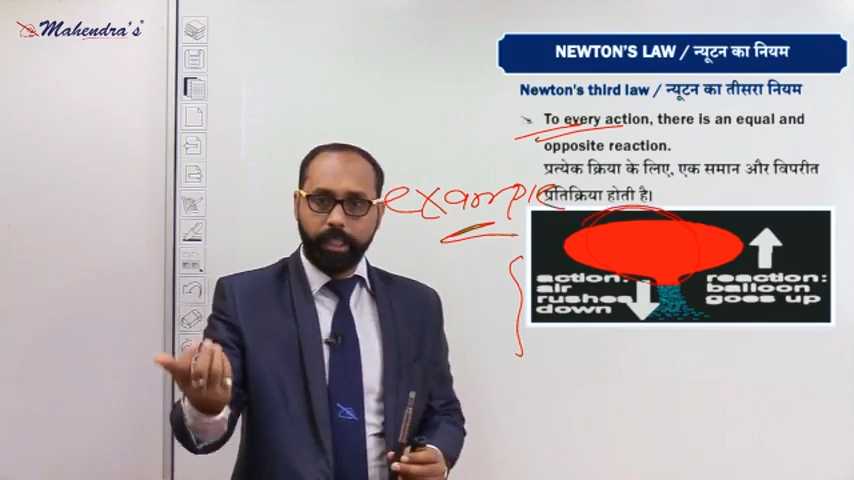 Mahendra's
NEWTON'S LAW / न्यूटन का नियम
Newton's third law / न्यूटन का तीसरा नियम
To every action, there is an equal and
opposite reaction.
प्रत्येक क्रिया के लिए, एक समान और विपरीत
प्रतिक्रिया होती है।
example
action:
air
rushes
down
reaction:
balloon
goes up